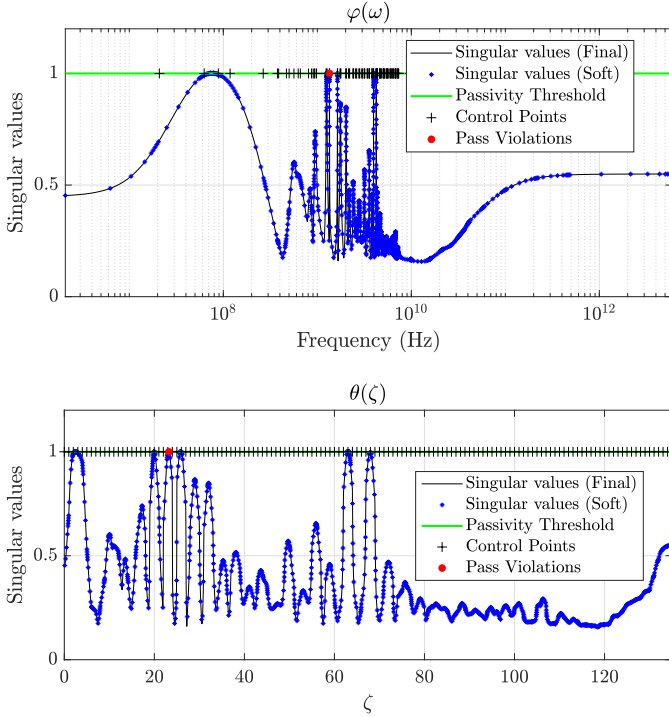 φ(ω)
1
0.5
0
Singular values
Singular values (Final)
Singular values (Soft)
Passivity Threshold
Control Points
Pass Violations
10^8 10^10 10^12
Frequency (Hz)
θ(ζ)
1
0.5
0
Singular values
Singular values (Final)
Singular values (Soft)
Passivity Threshold
Control Points
Pass Violations
0 20 40 60 80 100 120
ζ